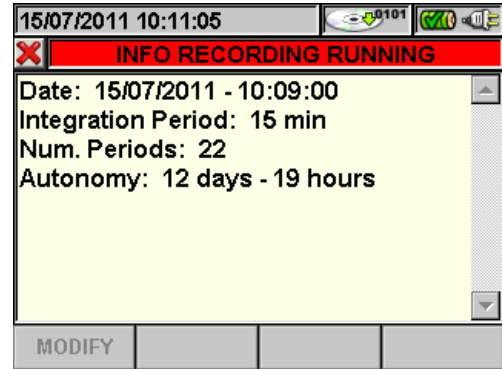 15/07/2011 10:11:05
0101
INFO RECORDING RUNNING
Date: 15/07/2011 - 10:09:00
Integration Period: 15 min
Num. Periods: 22
Autonomy: 12 days - 19 hours
MODIFY